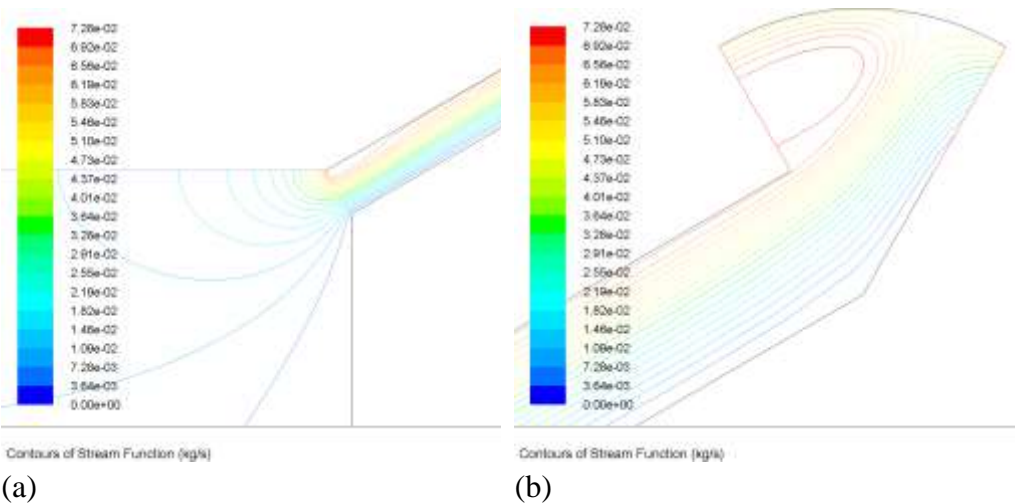 7.28e-02
6.92e-02
6.56e-02
6.19e-02
5.83e-02
5.46e-02
5.10e-02
4.73e-02
4.37e-02
4.01e-02
3.64e-02
3.28e-02
2.91e-02
2.55e-02
2.19e-02
1.82e-02
1.46e-02
1.09e-02
7.28e-03
3.64e-03
0.00e+00
Contours of Stream Function (kg/s)
(a)
7.28e-02
6.92e-02
6.56e-02
6.19e-02
5.83e-02
5.46e-02
5.10e-02
4.73e-02
4.37e-02
4.01e-02
3.64e-02
3.28e-02
2.91e-02
2.55e-02
2.19e-02
1.82e-02
1.46e-02
1.09e-02
7.28e-03
3.64e-03
0.00e+00
Contours of Stream Function (kg/s)
(b)